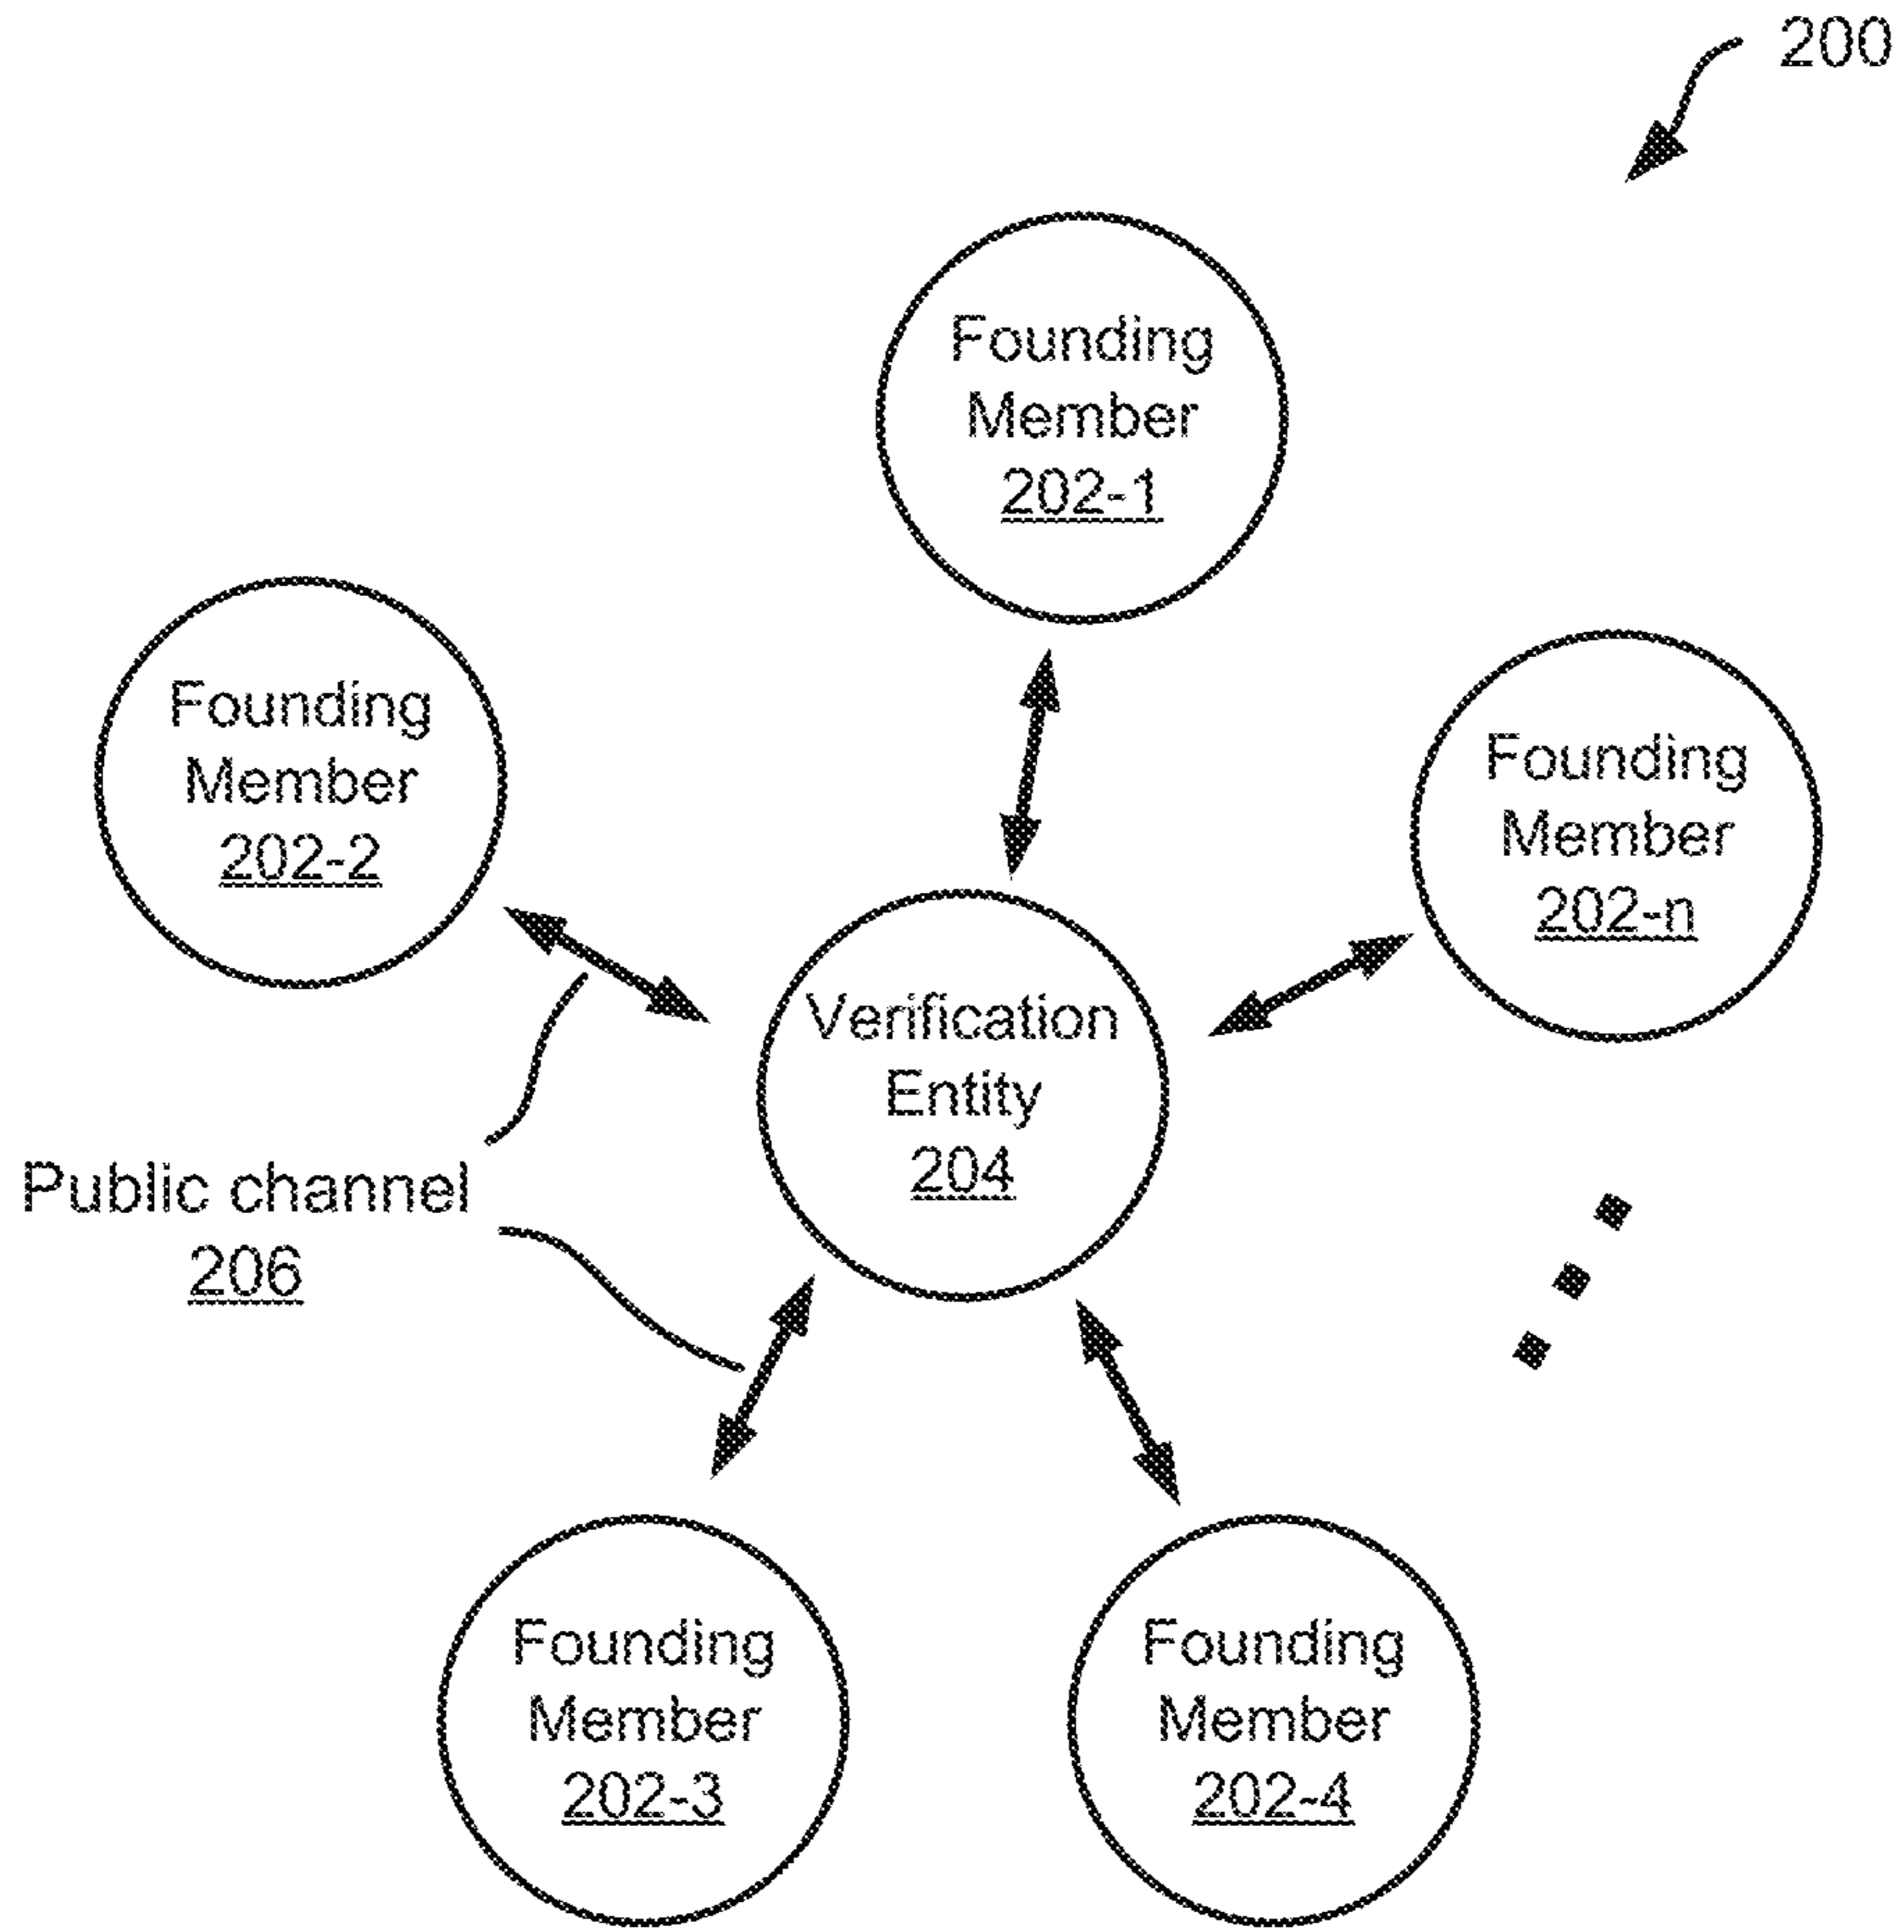 200
Founding
Member
202-1
Founding
Member
202-2
Founding
Member
202-n
Verification
Entity
204
Public channel
206
Founding
Member
202-3
Founding
Member
202-4